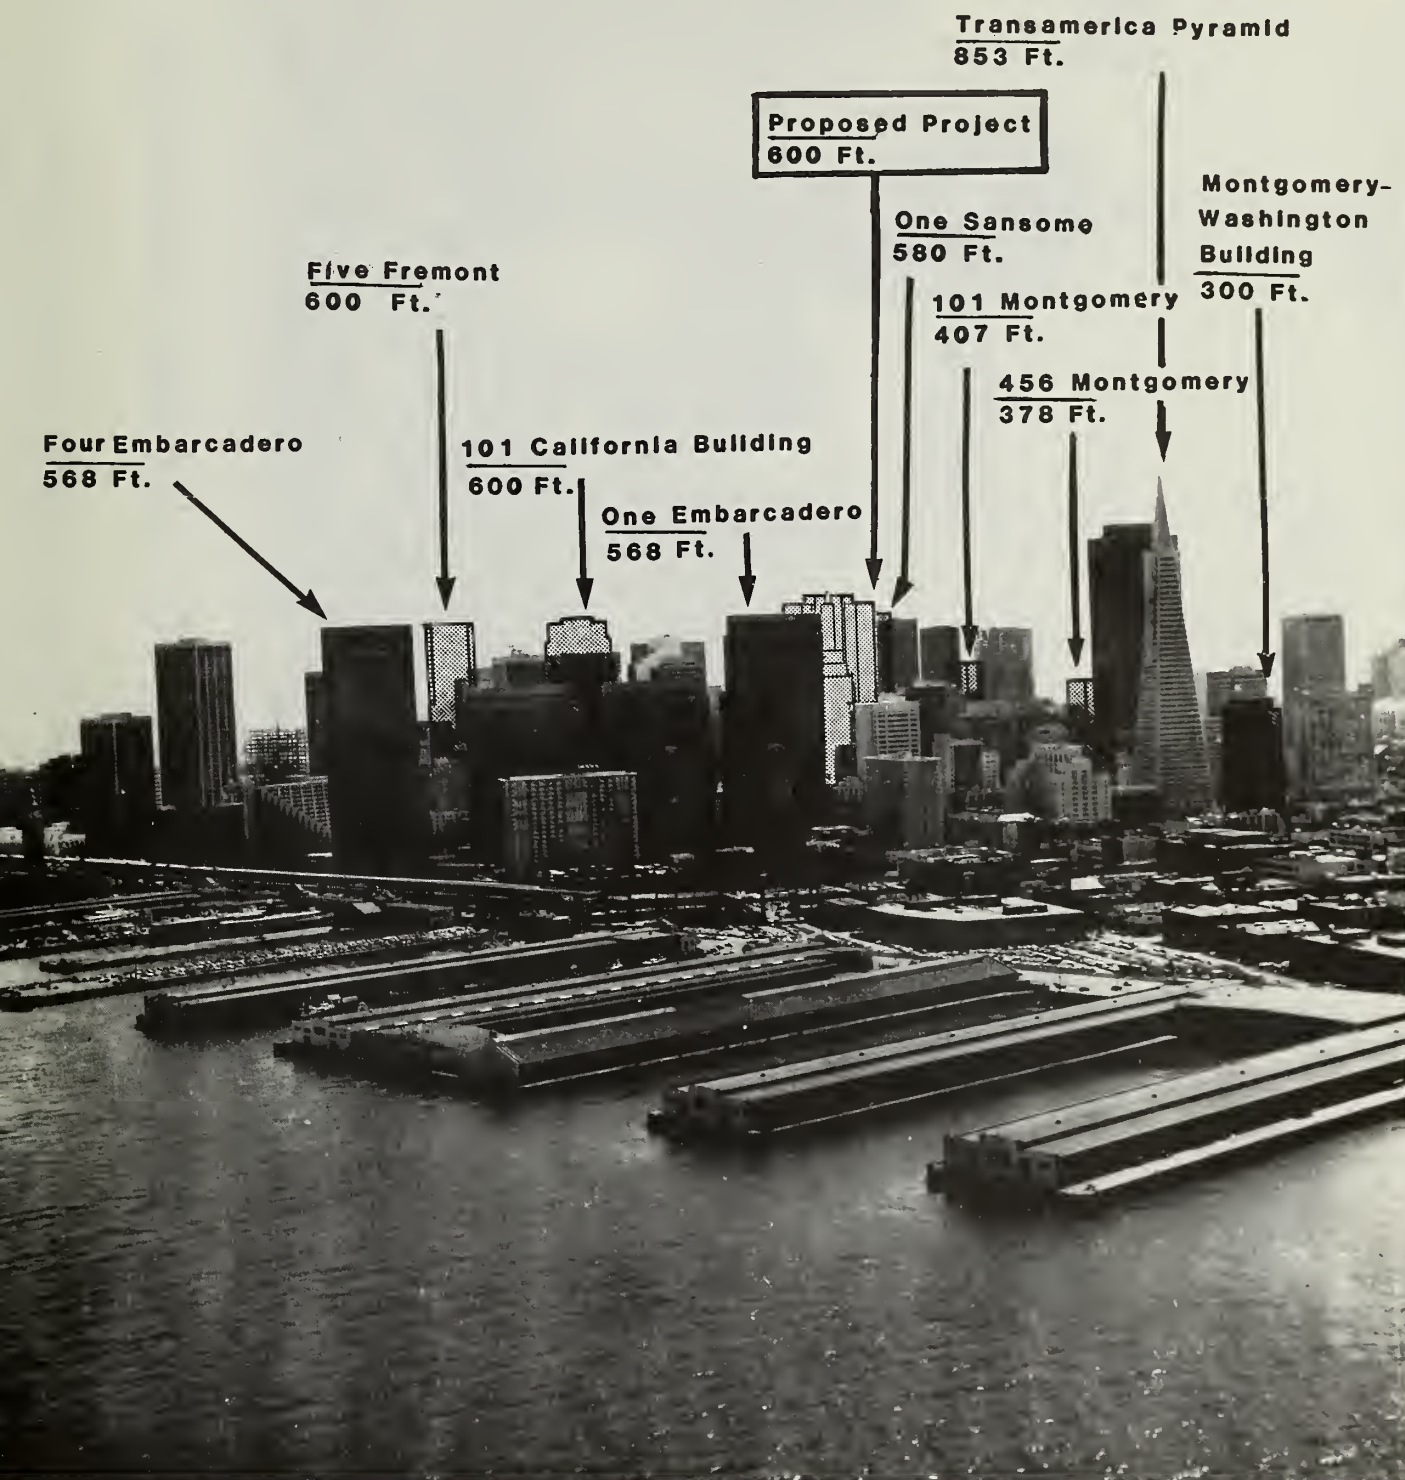 Transamerica Pyramid
853 Ft.
Proposed Project
600 Ft.
Montgomery-
Washington
Building
300 Ft.
One Sansome
580 Ft.
Five Fremont
600 Ft.
101 Montgomery
407 Ft.
456 Montgomery
378 Ft.
Four Embarcadero
568 Ft.
101 California Building
600 Ft.
One Embarcadero
568 Ft.